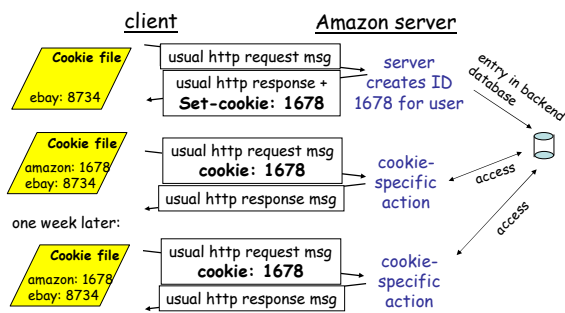 client
Amazon server
Cookie file
ebay: 8734
usual http request msg
usual http response +
Set-cookie: 1678
server
creates ID
1678 for user
entry in backend
database
Cookie file
amazon: 1678
ebay: 8734
usual http request msg
cookie: 1678
usual http response msg
cookie-
specific
action
access
one week later:
access
Cookie file
amazon: 1678
ebay: 8734
usual http request msg
cookie: 1678
usual http response msg
cookie-
specific
action